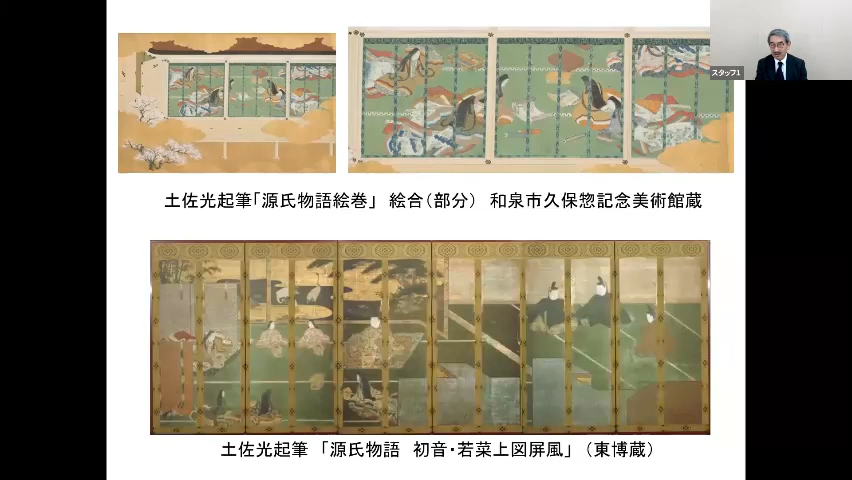 スタッフ1
土佐光起筆「源氏物語絵巻」 絵合(部分) 和泉市久保惣記念美術館蔵
土佐光起筆 「源氏物語 初音・若菜上図屏風」 (東博蔵)